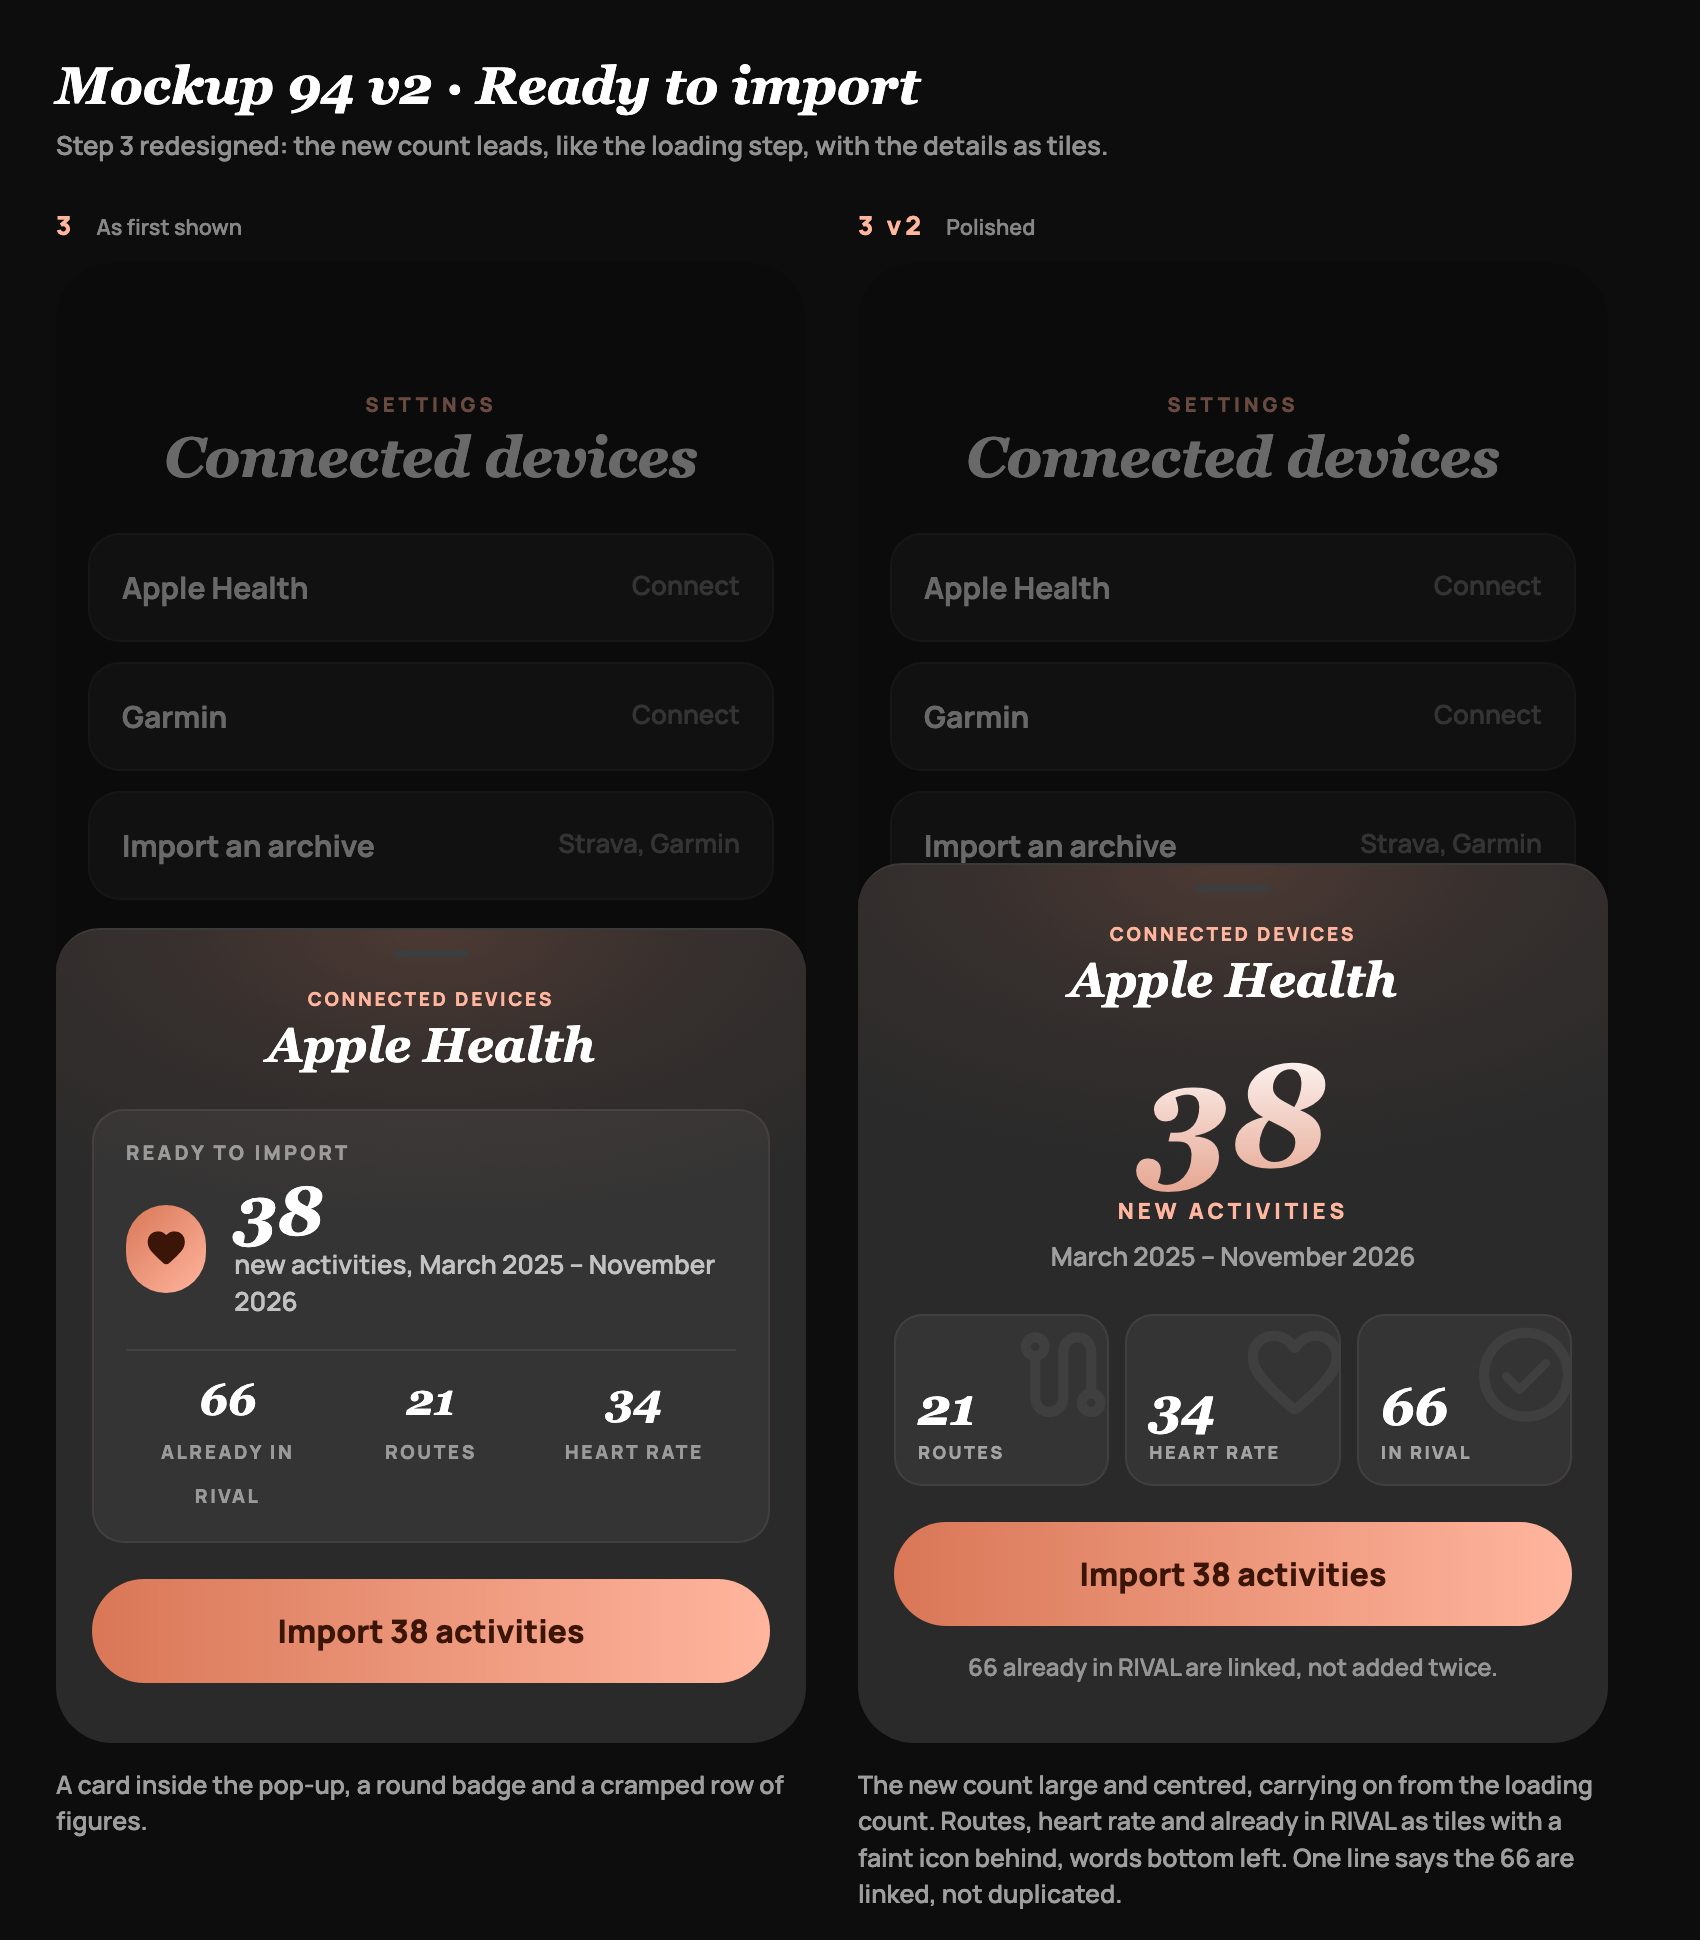 Mockup 94 v2 · Ready to import
Step 3 redesigned: the new count leads, like the loading step, with the details as tiles.
3 As first shown
SETTINGS
Connected devices
Apple Health Connect
Garmin Connect
Import an archive Strava, Garmin
CONNECTED DEVICES
Apple Health
READY TO IMPORT
38
new activities, March 2025 – November
2026
66 21 34
ALREADY IN ROUTES HEART RATE
RIVAL
Import 38 activities
A card inside the pop-up, a round badge and a cramped row of
figures.
3 v2 Polished
SETTINGS
Connected devices
Apple Health Connect
Garmin Connect
Import an archive Strava, Garmin
CONNECTED DEVICES
Apple Health
38
NEW ACTIVITIES
March 2025 – November 2026
21 34 66
ROUTES HEART RATE IN RIVAL
Import 38 activities
66 already in RIVAL are linked, not added twice.
The new count large and centred, carrying on from the loading
count. Routes, heart rate and already in RIVAL as tiles with a
faint icon behind, words bottom left. One line says the 66 are
linked, not duplicated.